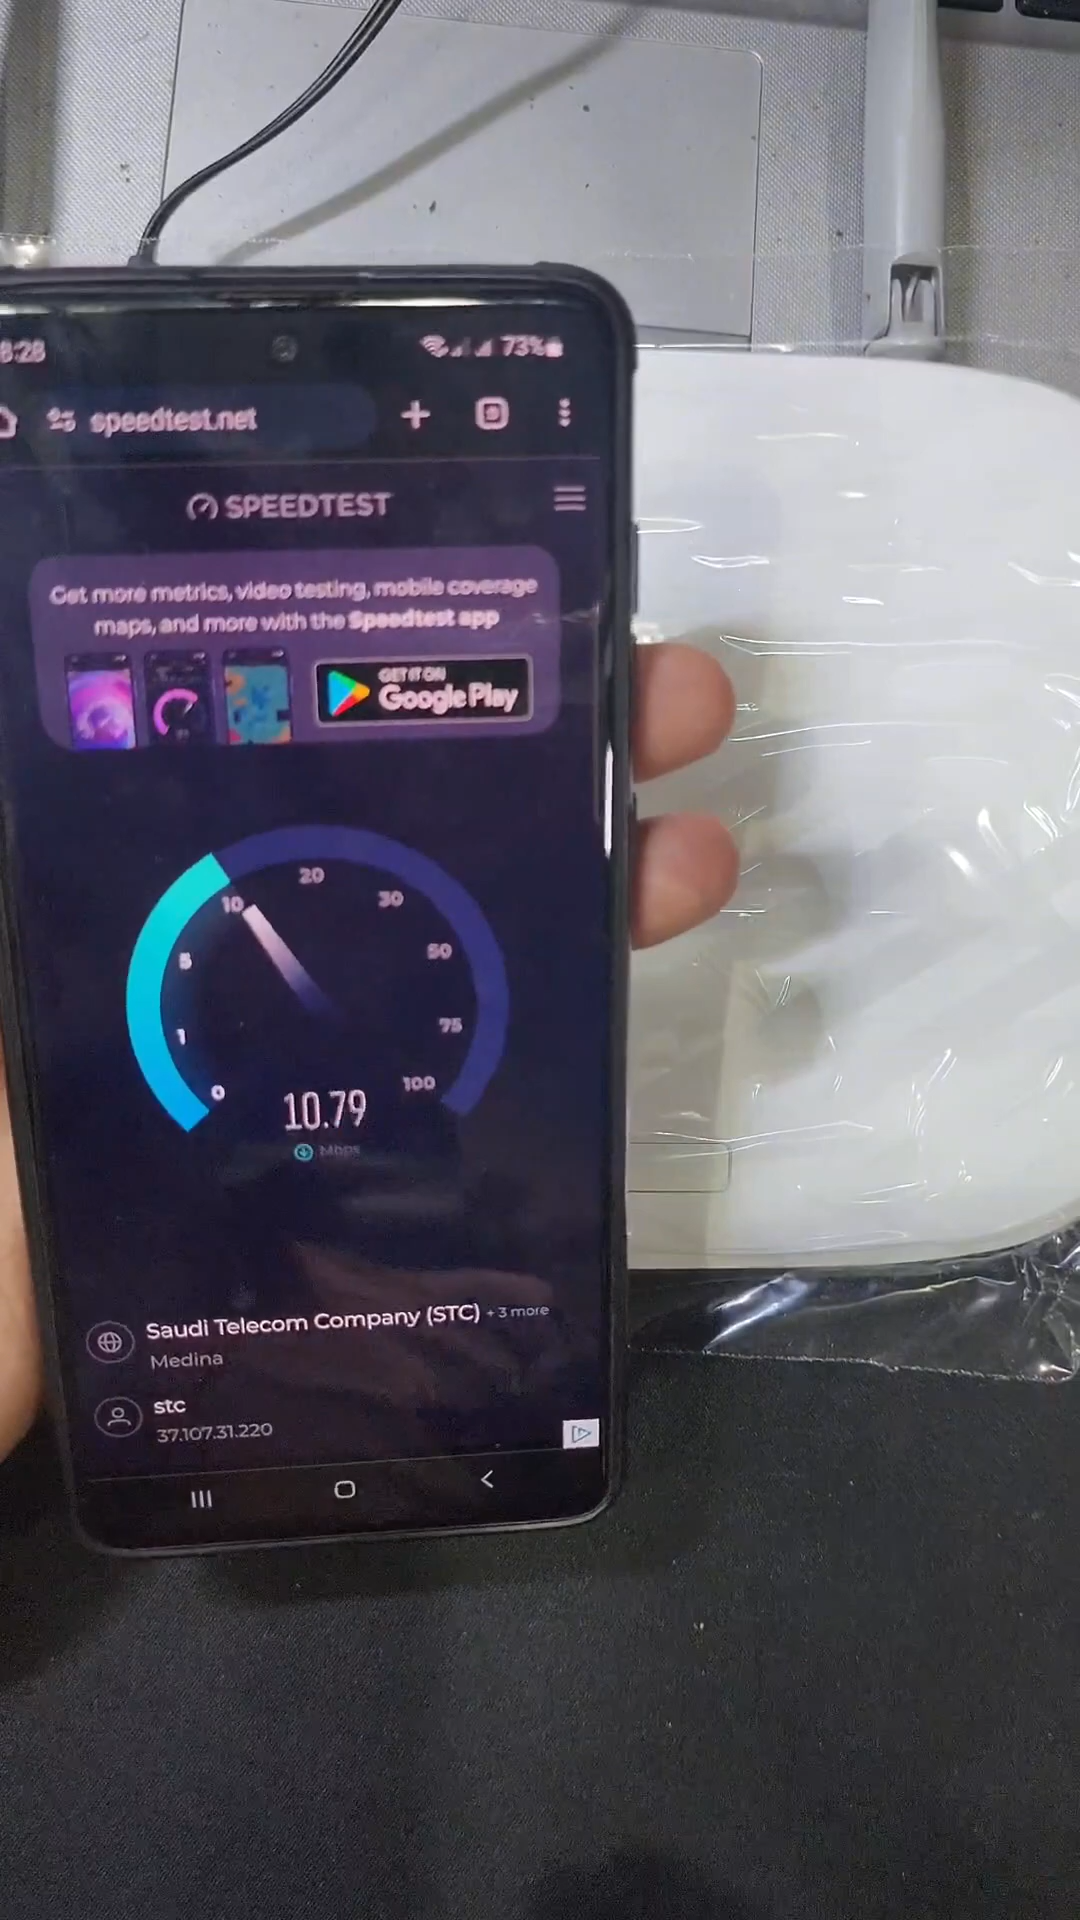 8:28 73%
speedtest.net
SPEEDTEST
Get more metrics, video testing, mobile coverage
maps, and more with the Speedtest app
GET IT ON
Google Play
0
1
5
10
20
30
50
75
100
10.79
Mbps
Saudi Telecom Company (STC) + 3 more
Medina
stc
37.107.31.220